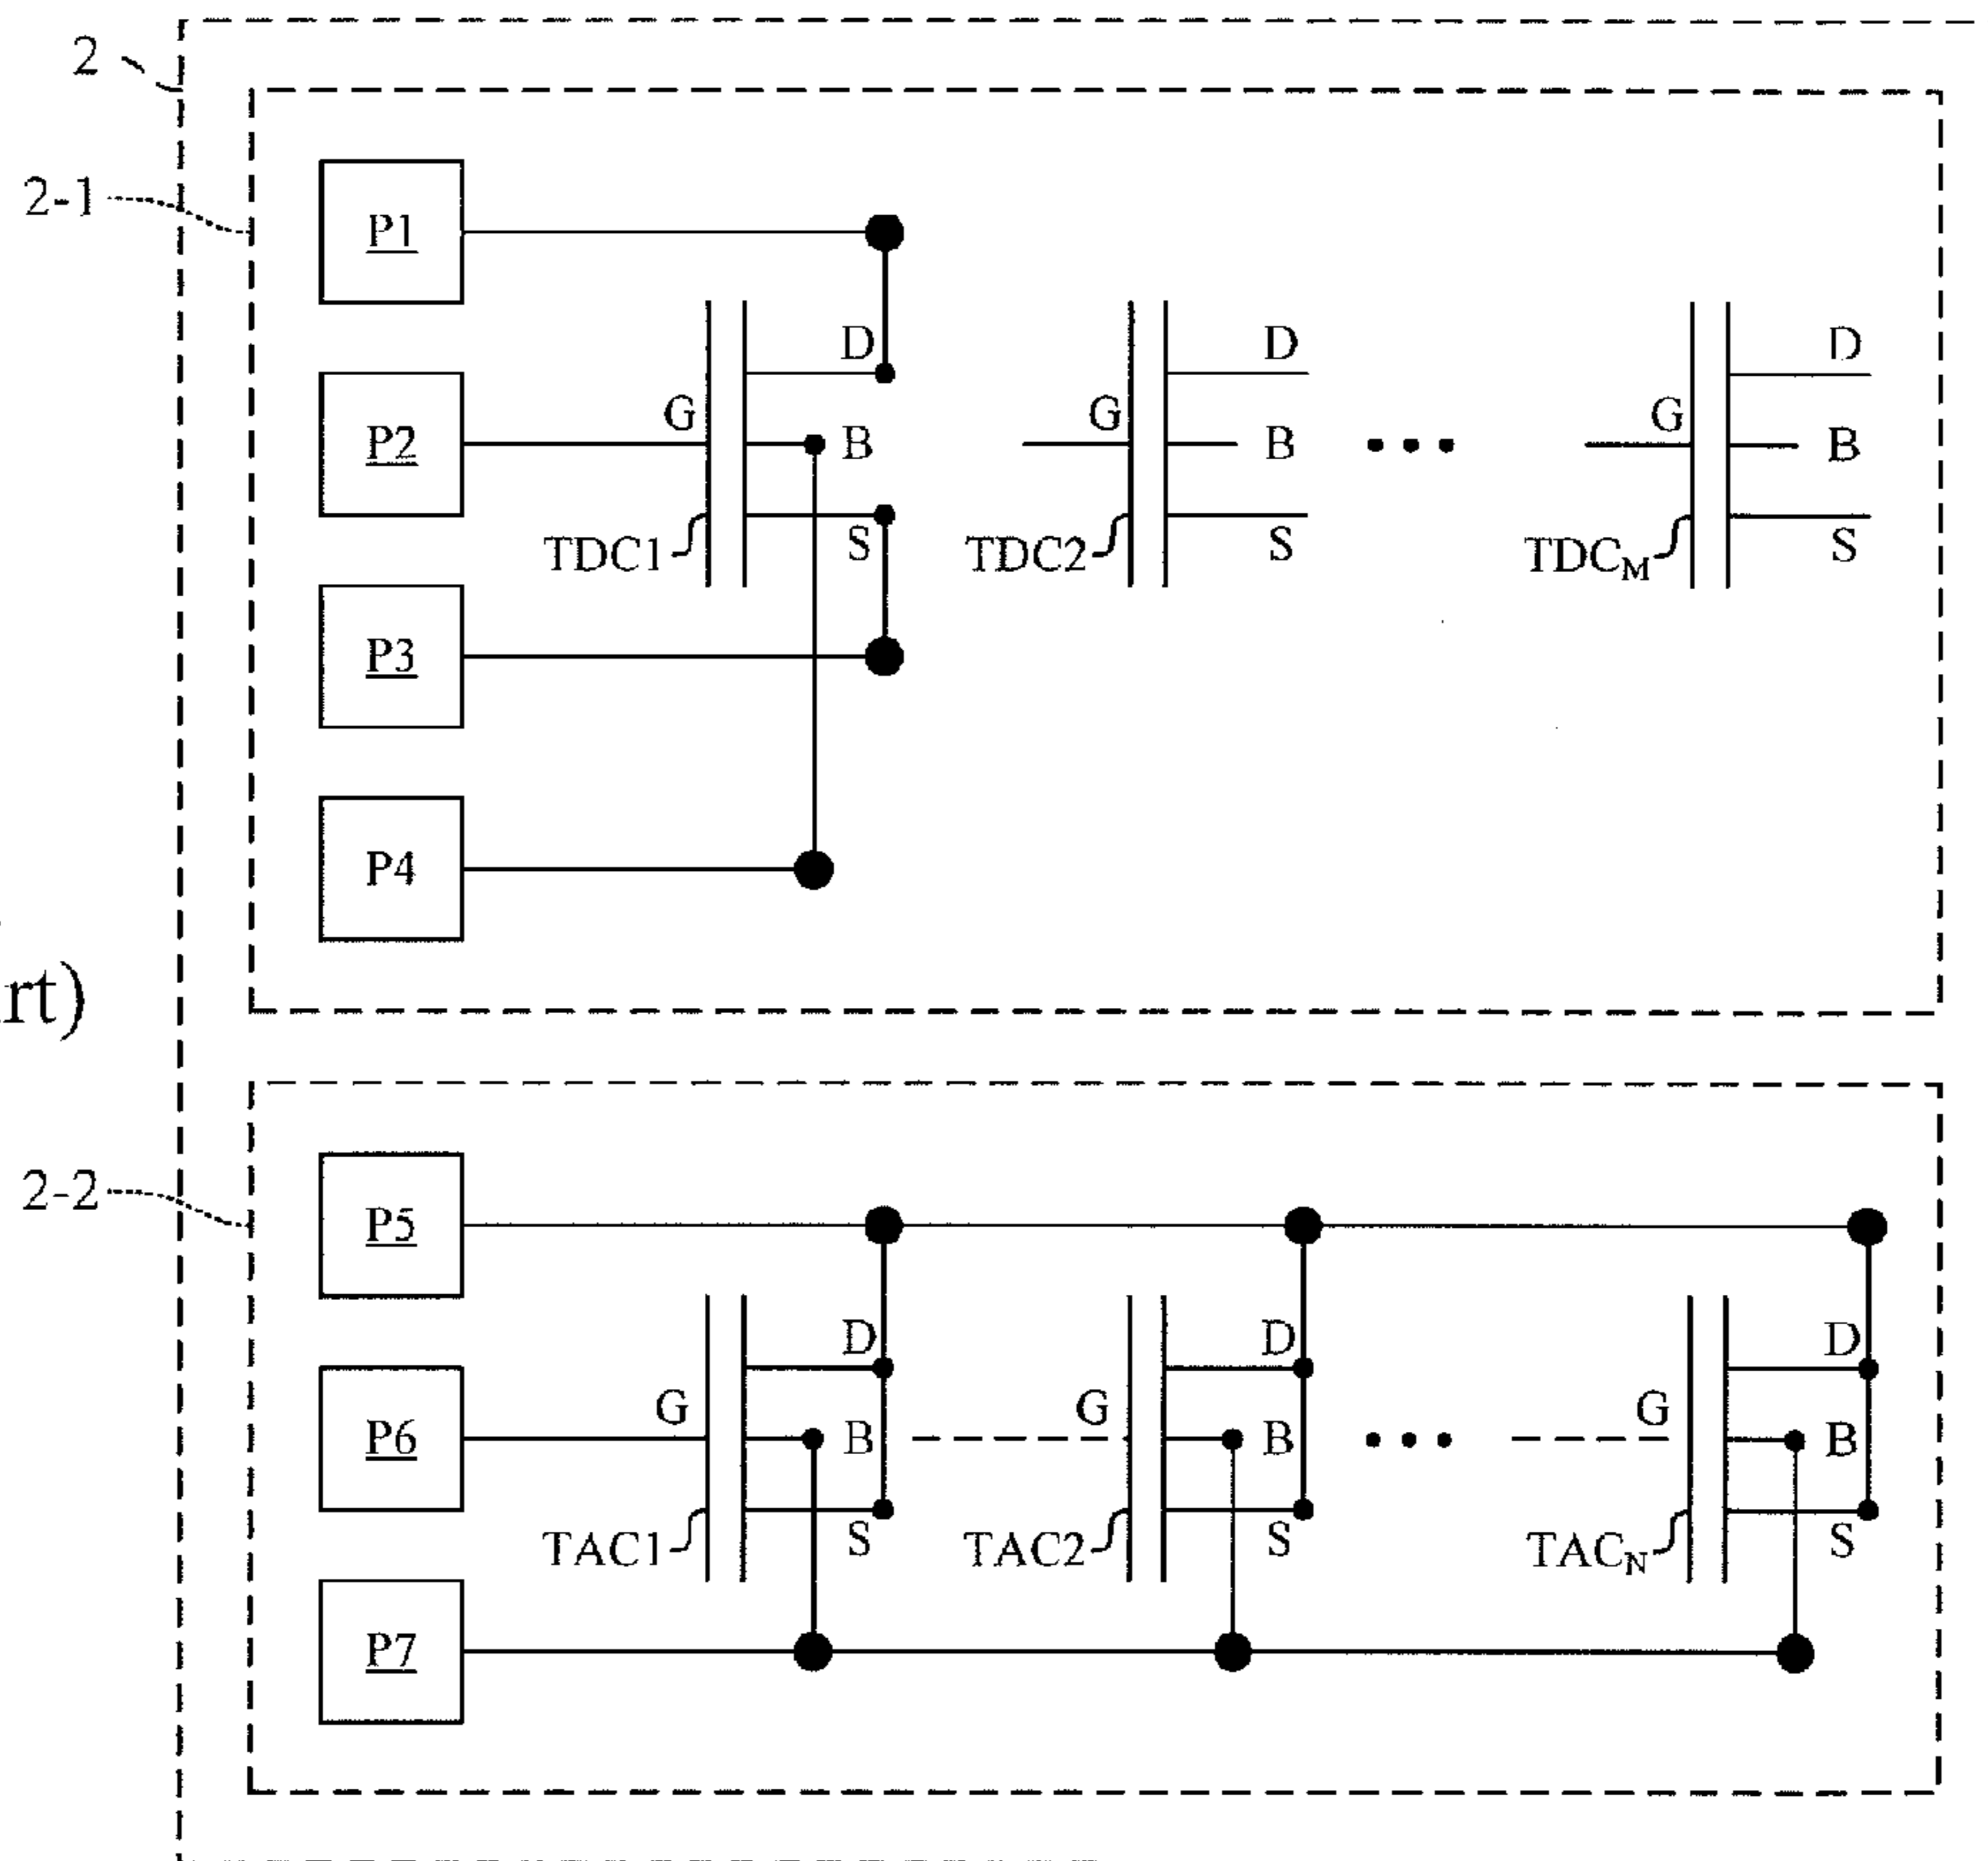 2
2-1
P1
D D D
G G G
P2 B B B
TDC1 S TDC2 S TDCM S
P3
P4
rt)
2-2
P5
D D D
G G G
P6 B B B
TAC1 S TAC2 S TACN S
P7